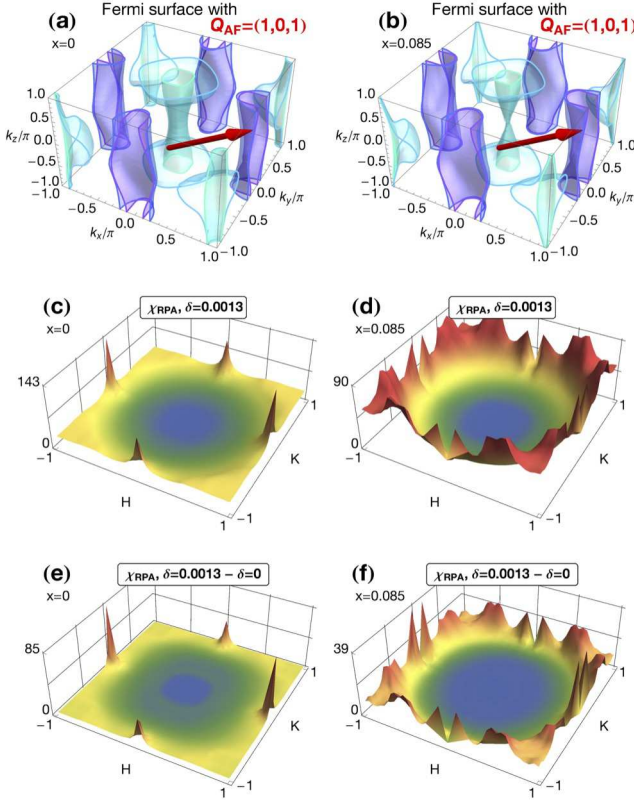 (a) Fermi surface with
Q_AF=(1,0,1)
x=0
1.0
0.5
k_z/π 0.0
−0.5
−1.0
−1.0
−0.5
0.0
k_x/π
0.5
1.0
−1.0
−0.5
0.0
k_y/π
0.5
1.0
(b) Fermi surface with
Q_AF=(1,0,1)
x=0.085
1.0
0.5
k_z/π 0.0
−0.5
−1.0
−1.0
−0.5
0.0
k_x/π
0.5
1.0
−1.0
−0.5
0.0
k_y/π
0.5
1.0
(c) χ_RPA, δ=0.0013
x=0
143
0
−1
H
1
−1
K
1
(d) χ_RPA, δ=0.0013
x=0.085
90
0
−1
H
1
−1
K
1
(e) χ_RPA, δ=0.0013 − δ=0
x=0
85
0
−1
H
1
−1
K
1
(f) χ_RPA, δ=0.0013 − δ=0
x=0.085
39
0
−1
H
1
−1
K
1